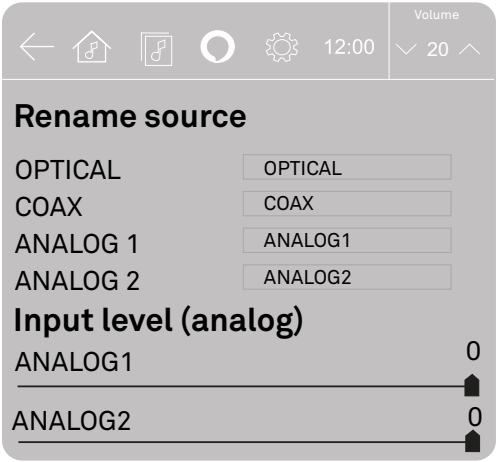 Volume
12:00 20
Rename source
OPTICAL OPTICAL
COAX COAX
ANALOG 1 ANALOG1
ANALOG 2 ANALOG2
Input level (analog)
ANALOG1 0
ANALOG2 0